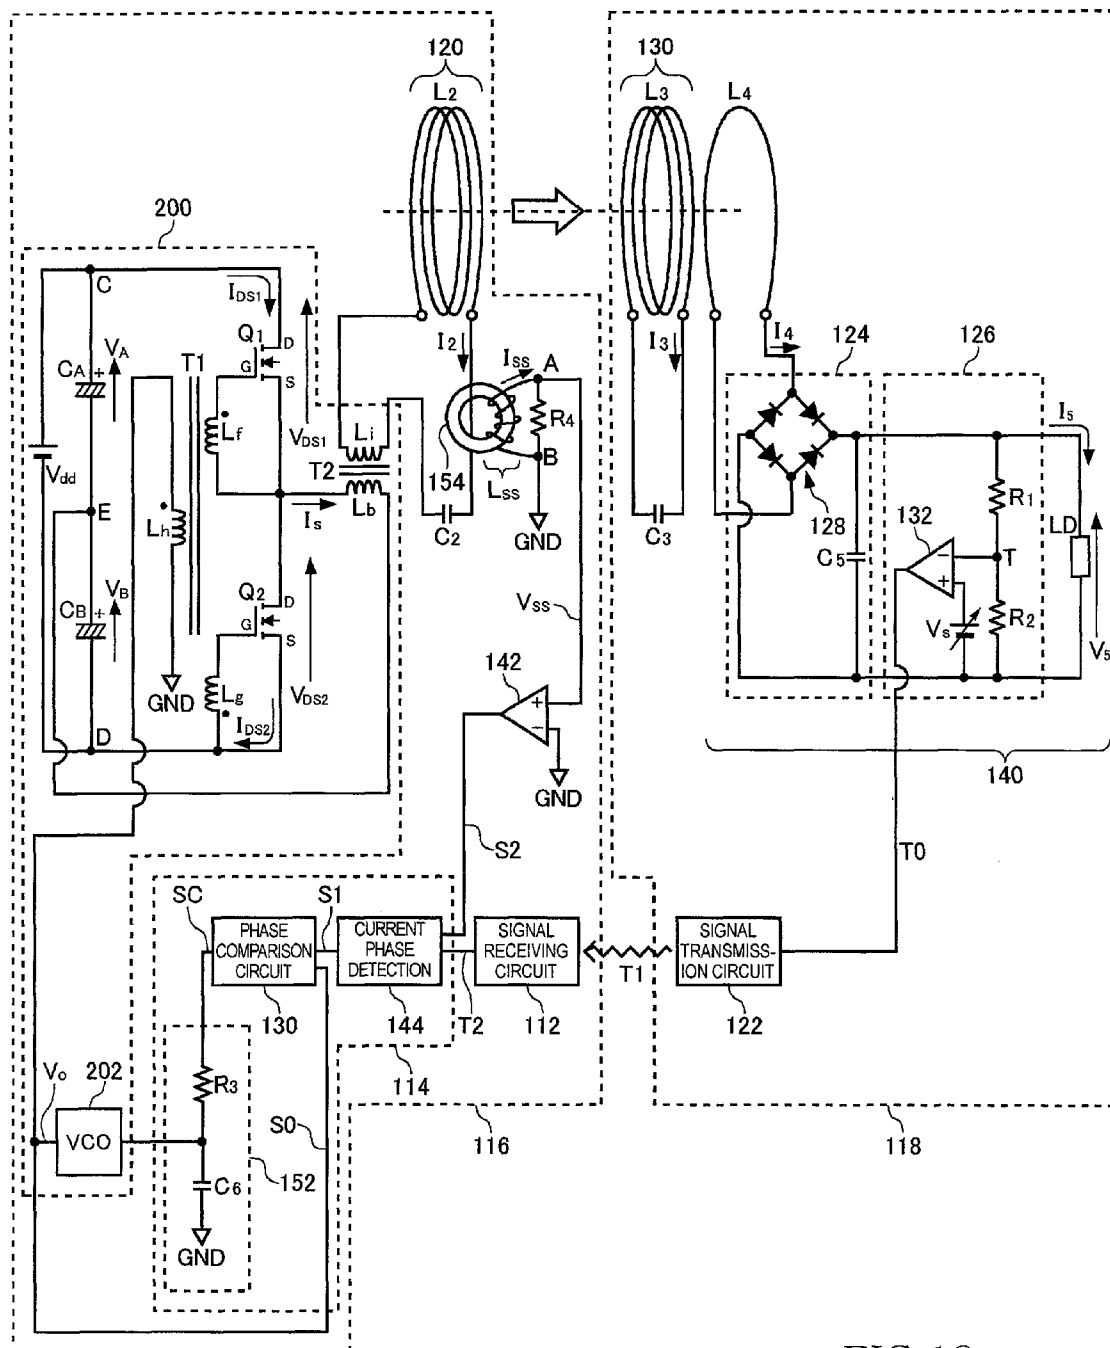 120
L2
130
L3
L4
200
C
IDS1
Q1
D
G
S
VA
CA
+
T1
Lf
VDS1
Vdd
E
Lh
Is
Li
T2
Lb
I2
ISS
A
R4
B
154
LSS
C2
GND
I3
C3
I4
124
126
I5
128
C5
132
R1
−
+
T
LD
R2
Vs
V5
VB
CB
+
Q2
D
G
S
GND
Lg
VDS2
D
IDS2
VSS
142
+
−
GND
140
S2
T0
SC
S1
PHASE
COMPARISON
CIRCUIT
CURRENT
PHASE
DETECTION
SIGNAL
RECEIVING
CIRCUIT
SIGNAL
TRANSMISS-
ION CIRCUIT
T1
130
144
T2
112
122
R3
114
Vo
202
VCO
S0
116
118
C6
152
GND